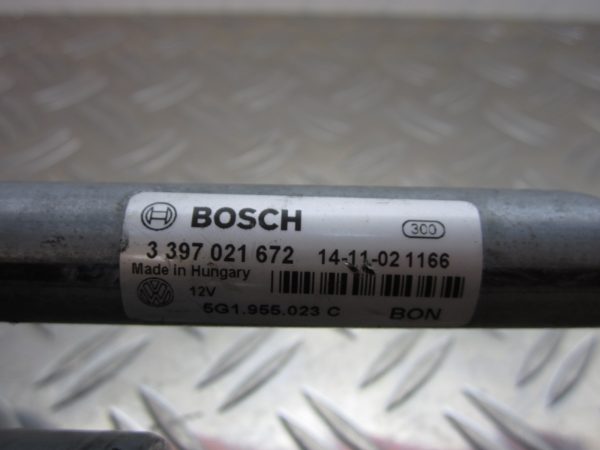 BOSCH 300
3 397 021 672 14-11-02 1166
Made in Hungary
12V
5G1.955.023 C BON